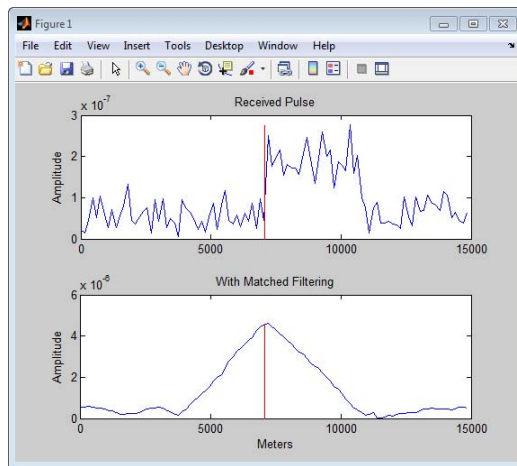 Figure 1
File Edit View Insert Tools Desktop Window Help
Received Pulse
x 10^-7
3
2
1
0
Amplitude
0 5000 10000 15000
With Matched Filtering
x 10^-6
6
4
2
0
Amplitude
0 5000 10000 15000
Meters